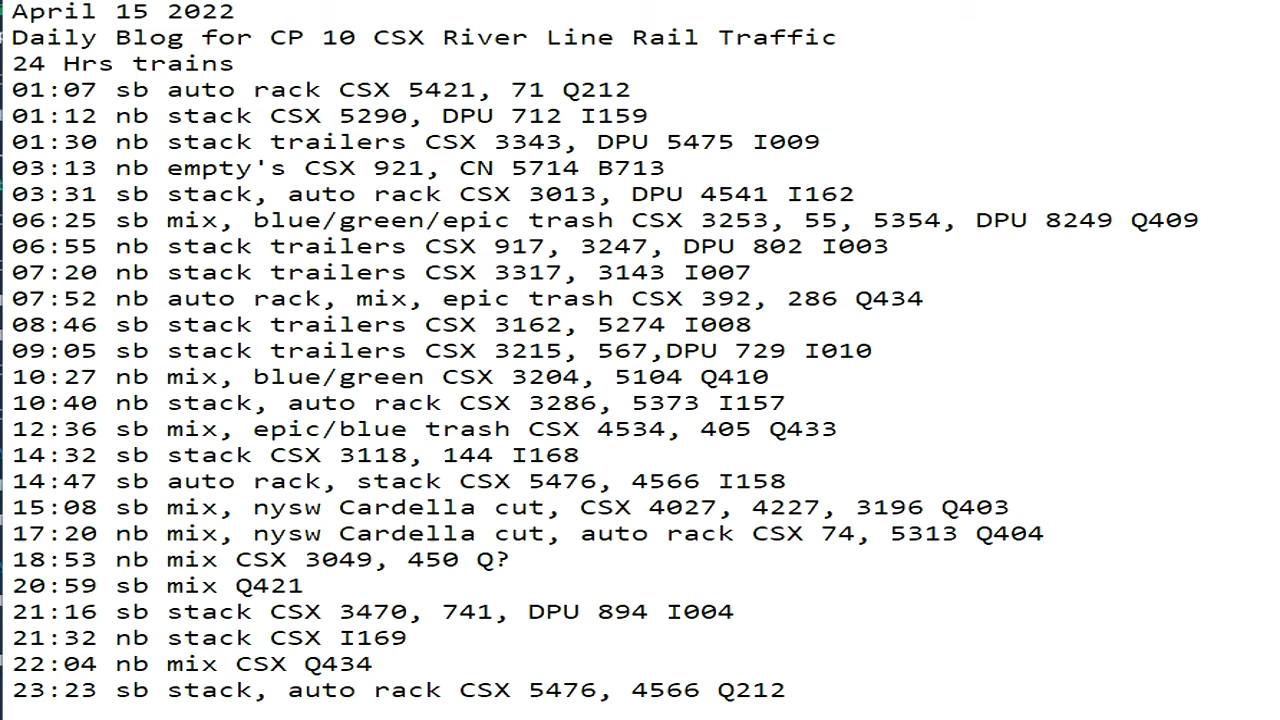 April 15 2022
Daily Blog for CP 10 CSX River Line Rail Traffic
24 Hrs trains
01:07 sb auto rack CSX 5421, 71 Q212
01:12 nb stack CSX 5290, DPU 712 I159
01:30 nb stack trailers CSX 3343, DPU 5475 I009
03:13 nb empty's CSX 921, CN 5714 B713
03:31 sb stack, auto rack CSX 3013, DPU 4541 I162
06:25 sb mix, blue/green/epic trash CSX 3253, 55, 5354, DPU 8249 Q409
06:55 nb stack trailers CSX 917, 3247, DPU 802 I003
07:20 nb stack trailers CSX 3317, 3143 I007
07:52 nb auto rack, mix, epic trash CSX 392, 286 Q434
08:46 sb stack trailers CSX 3162, 5274 I008
09:05 sb stack trailers CSX 3215, 567,DPU 729 I010
10:27 nb mix, blue/green CSX 3204, 5104 Q410
10:40 nb stack, auto rack CSX 3286, 5373 I157
12:36 sb mix, epic/blue trash CSX 4534, 405 Q433
14:32 sb stack CSX 3118, 144 I168
14:47 sb auto rack, stack CSX 5476, 4566 I158
15:08 sb mix, nysw Cardella cut, CSX 4027, 4227, 3196 Q403
17:20 nb mix, nysw Cardella cut, auto rack CSX 74, 5313 Q404
18:53 nb mix CSX 3049, 450 Q?
20:59 sb mix Q421
21:16 sb stack CSX 3470, 741, DPU 894 I004
21:32 nb stack CSX I169
22:04 nb mix CSX Q434
23:23 sb stack, auto rack CSX 5476, 4566 Q212